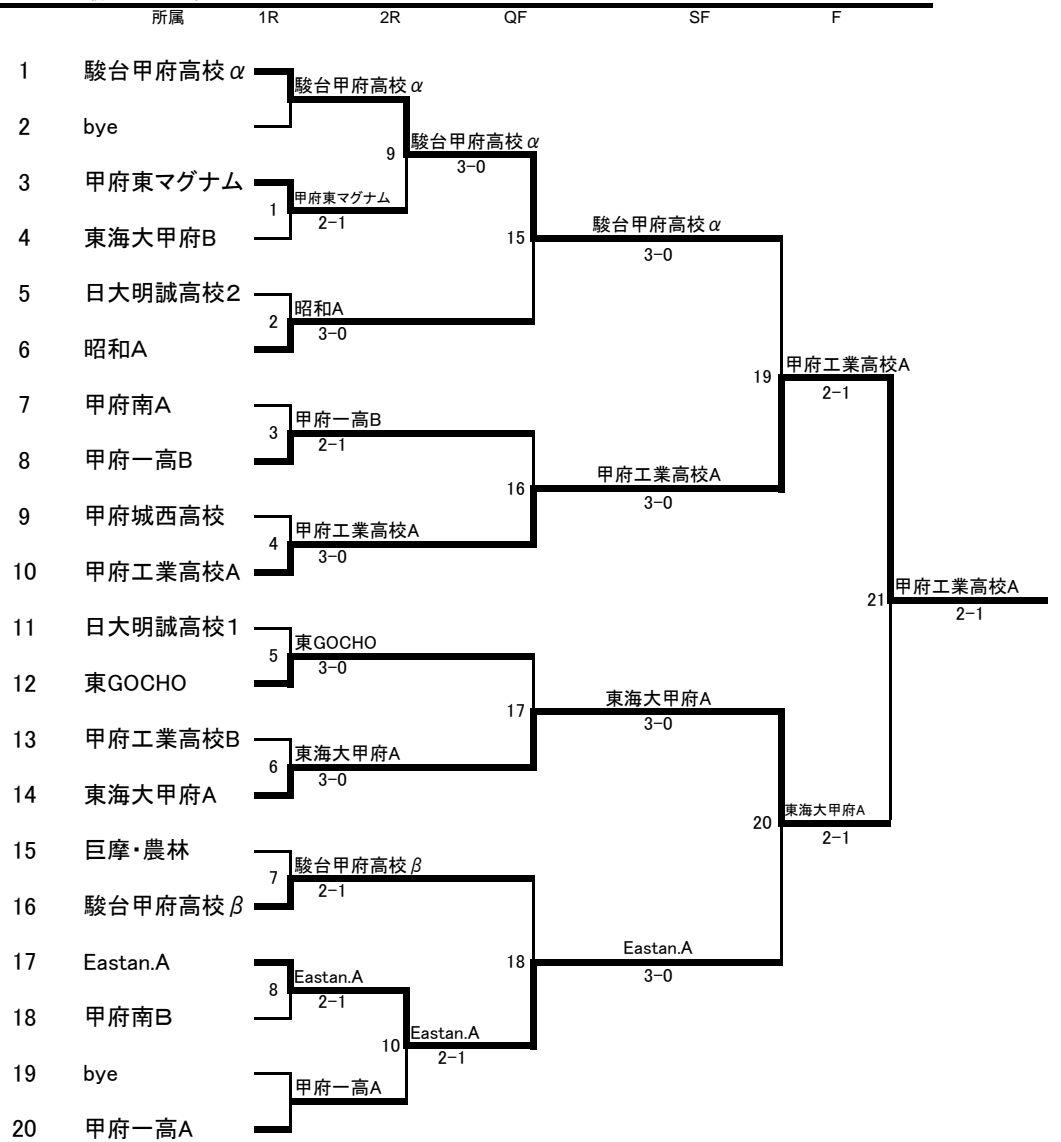 所属 1R 2R QF SF F
1 駿台甲府高校α
駿台甲府高校α
2 bye
9 駿台甲府高校α
3-0
3 甲府東マグナム
1 甲府東マグナム
2-1
4 東海大甲府B
15 駿台甲府高校α
3-0
5 日大明誠高校2
2 昭和A
3-0
6 昭和A
19 甲府工業高校A
2-1
7 甲府南A
3 甲府一高B
2-1
8 甲府一高B
16 甲府工業高校A
3-0
9 甲府城西高校
4 甲府工業高校A
3-0
10 甲府工業高校A
21 甲府工業高校A
2-1
11 日大明誠高校1
5 東GOCHO
3-0
12 東GOCHO
17 東海大甲府A
3-0
13 甲府工業高校B
6 東海大甲府A
3-0
14 東海大甲府A
20 東海大甲府A
2-1
15 巨摩・農林
7 駿台甲府高校β
2-1
16 駿台甲府高校β
17 Eastan.A
18 Eastan.A
3-0
8 Eastan.A
2-1
18 甲府南B
10 Eastan.A
2-1
19 bye
甲府一高A
20 甲府一高A